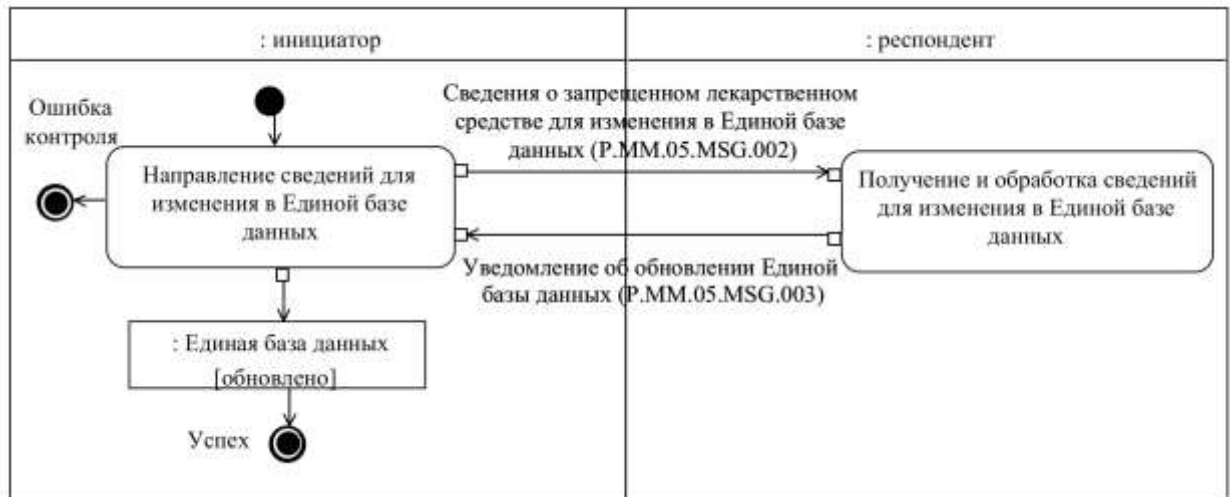 : инициатор
: респондент
Ошибка
контроля
Сведения о запрещенном лекарственном
средстве для изменения в Единой базе
данных (P.MM.05.MSG.002)
Направление сведений для
изменения в Единой базе
данных
Получение и обработка сведений
для изменения в Единой базе
данных
Уведомление об обновлении Единой
базы данных (P.MM.05.MSG.003)
: Единая база данных
[обновлено]
Успех